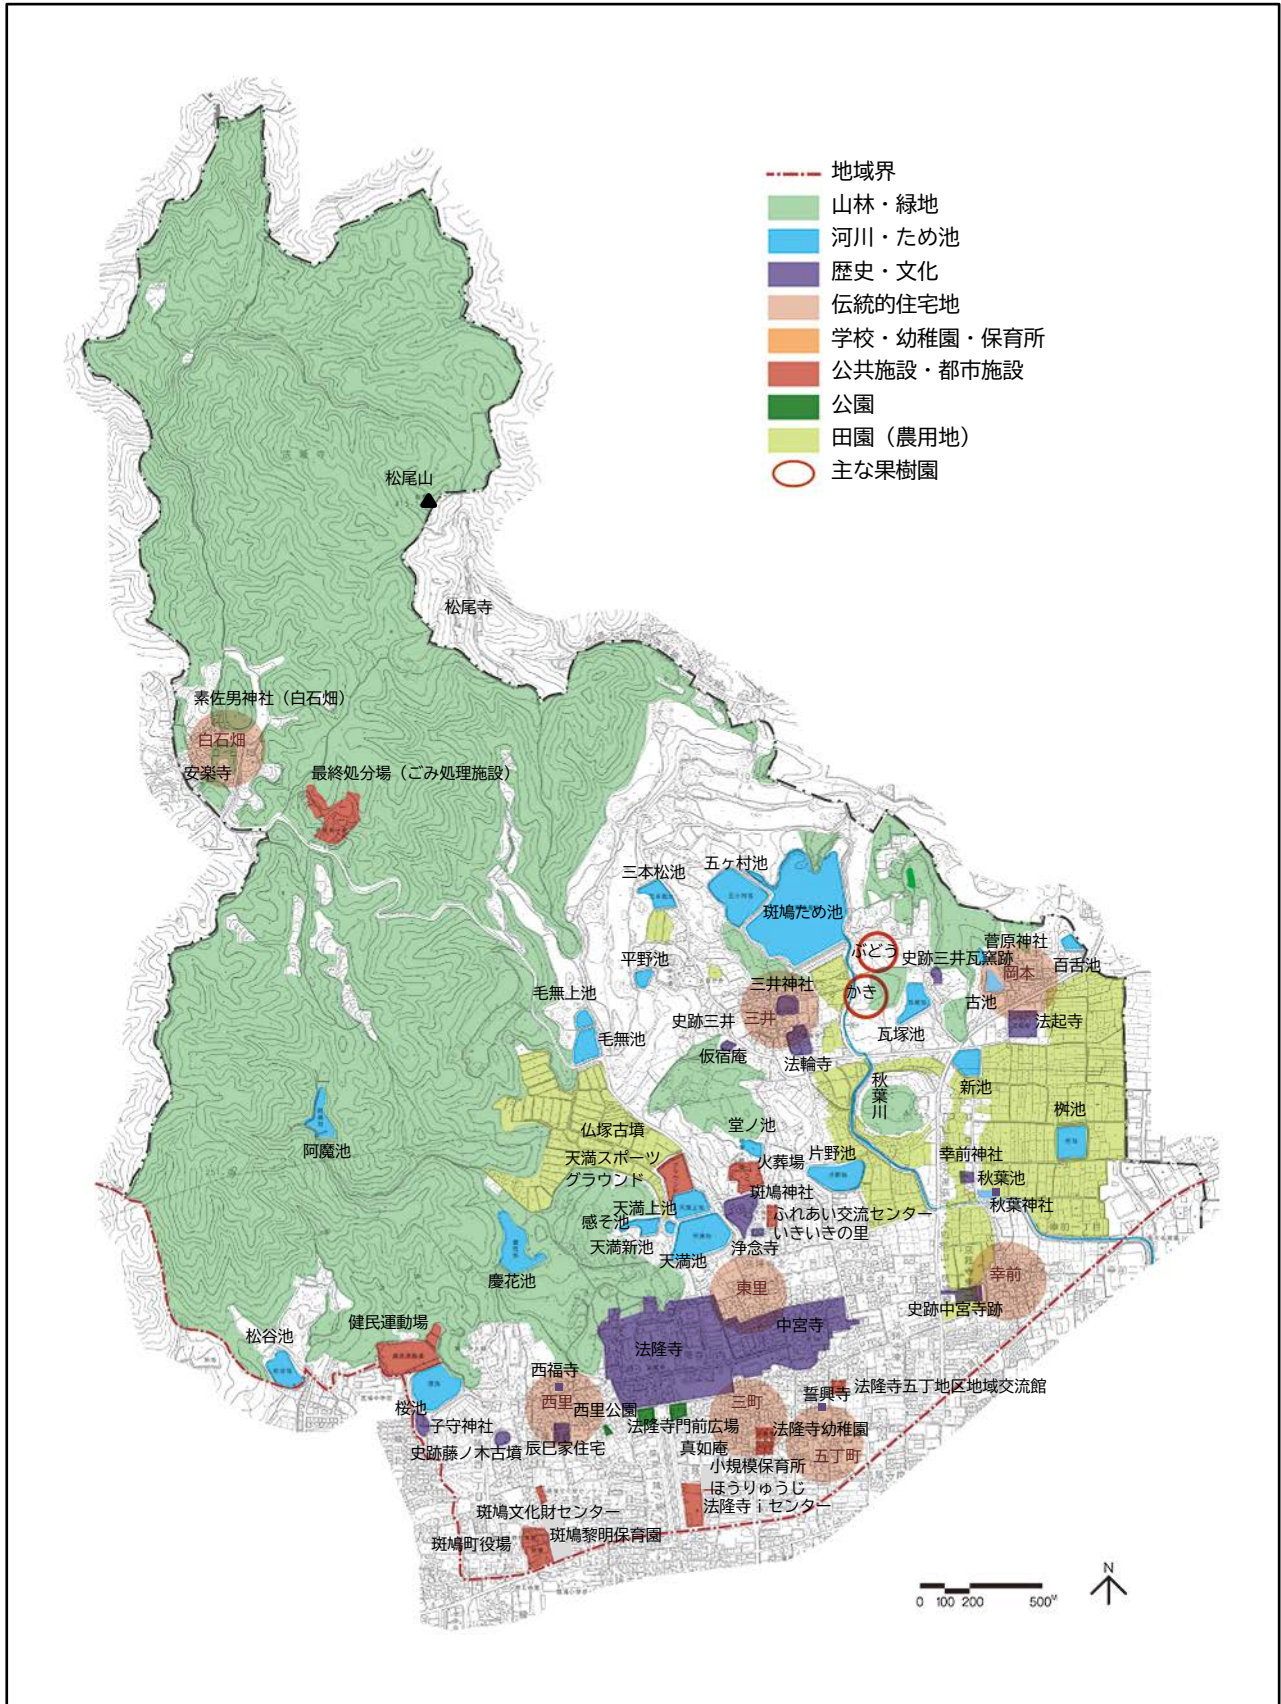 地域界
山林・緑地
河川・ため池
歴史・文化
伝統的住宅地
学校・幼稚園・保育所
公共施設・都市施設
公園
田園（農用地）
主な果樹園
松尾山
松尾寺
素佐男神社（白石畑）
白石畑
安楽寺
最終処分場（ごみ処理施設）
三本松池
五ヶ村池
斑鳩ため池
ぶどう
史跡三井瓦窯跡
菅原神社
岡本
百舌池
平野池
三井神社
かき
古池
毛無上池
史跡三井
三井
瓦塚池
法起寺
毛無池
仮宿庵
法輪寺
秋葉川
新池
桝池
阿魔池
仏塚古墳
堂ノ池
天満スポーツ
グラウンド
火葬場
片野池
幸前神社
秋葉池
斑鳩神社
秋葉神社
天満上池
ふれあい交流センター
いきいきの里
感そ池
天満新池
天満池
浄念寺
慶花池
東里
幸前
史跡中宮寺跡
松谷池
健民運動場
中宮寺
法隆寺
西福寺
法隆寺五丁地区地域交流館
誓興寺
西里
西里公園
三町
桜池
子守神社
法隆寺門前広場
法隆寺幼稚園
史跡藤ノ木古墳
辰巳家住宅
真如庵
五丁町
小規模保育所
ほうりゅうじ
法隆寺ｉセンター
斑鳩文化財センター
斑鳩町役場
斑鳩黎明保育園
N
0 100 200 500M